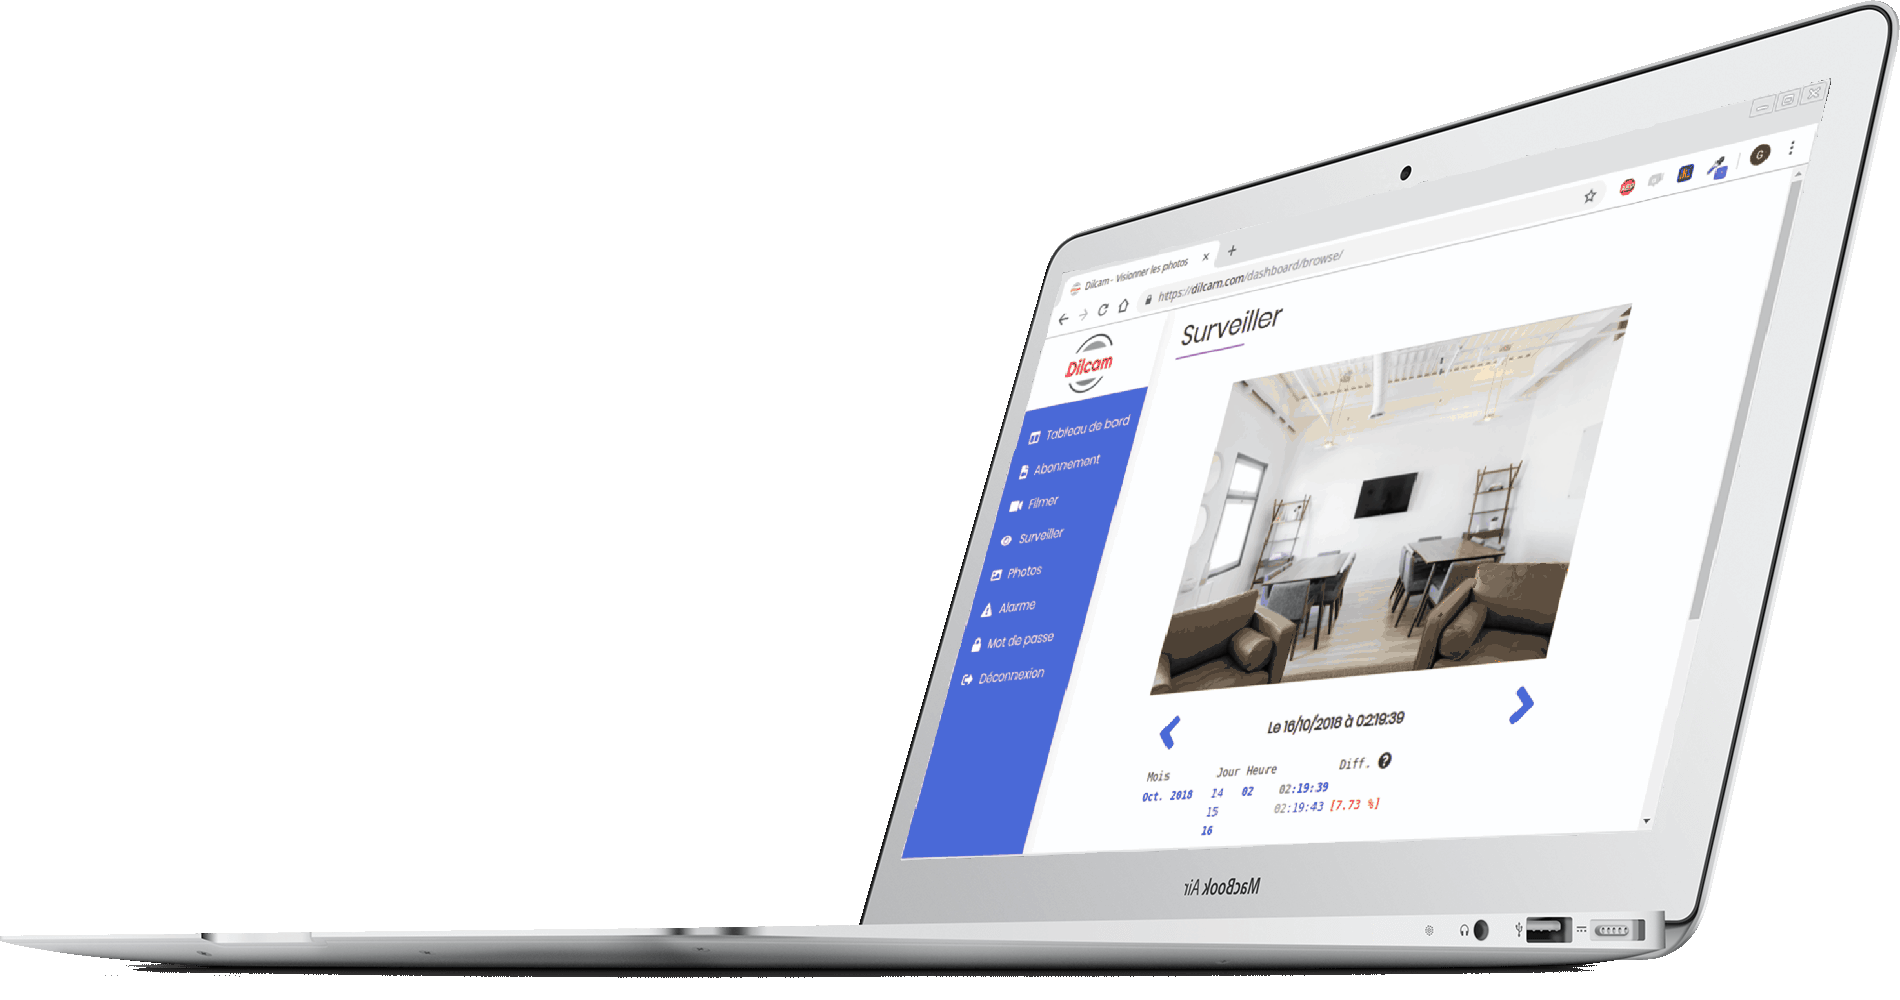 Dilcam - Visionner les photos
https://dilcam.com/dashboard/browse/
G
Dilcam
Surveiller
Tableau de bord
Abonnement
Filmer
Surveiller
Photos
Alarme
Mot de passe
Déconnexion
Le 16/10/2018 à 02:19:39
Mois Jour Heure Diff. ?
Oct. 2018 14 02 02:19:39
15 02:19:43 [7.73 %]
16
MacBook Air